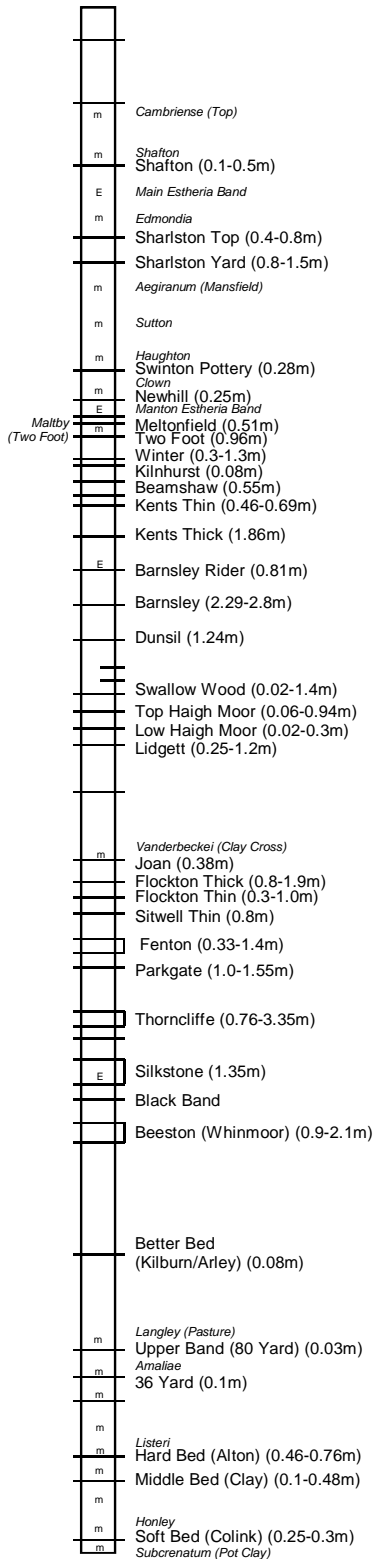 m Cambriense (Top)
m Shafton
Shafton (0.1-0.5m)
E Main Estheria Band
m Edmondia
Sharlston Top (0.4-0.8m)
Sharlston Yard (0.8-1.5m)
m Aegiranum (Mansfield)
m Sutton
m Haughton
Swinton Pottery (0.28m)
m Clown
Newhill (0.25m)
E Manton Estheria Band
Maltby
(Two Foot)
Meltonfield (0.51m)
m
Two Foot (0.96m)
Winter (0.3-1.3m)
Kilnhurst (0.08m)
Beamshaw (0.55m)
Kents Thin (0.46-0.69m)
Kents Thick (1.86m)
E
Barnsley Rider (0.81m)
Barnsley (2.29-2.8m)
Dunsil (1.24m)
Swallow Wood (0.02-1.4m)
Top Haigh Moor (0.06-0.94m)
Low Haigh Moor (0.02-0.3m)
Lidgett (0.25-1.2m)
Vanderbeckei (Clay Cross)
m
Joan (0.38m)
Flockton Thick (0.8-1.9m)
Flockton Thin (0.3-1.0m)
Sitwell Thin (0.8m)
Fenton (0.33-1.4m)
Parkgate (1.0-1.55m)
Thorncliffe (0.76-3.35m)
Silkstone (1.35m)
E
Black Band
Beeston (Whinmoor) (0.9-2.1m)
Better Bed
(Kilburn/Arley) (0.08m)
Langley (Pasture)
m
Upper Band (80 Yard) (0.03m)
Amaliae
m
36 Yard (0.1m)
m
m
Listeri
m
Hard Bed (Alton) (0.46-0.76m)
m
Middle Bed (Clay) (0.1-0.48m)
m
Honley
m
Soft Bed (Colink) (0.25-0.3m)
m Subcrenatum (Pot Clay)